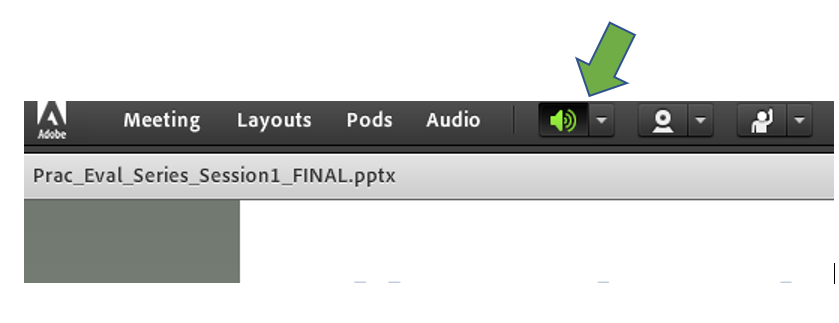 Adobe Meeting Layouts Pods Audio
Prac_Eval_Series_Session1_FINAL.pptx